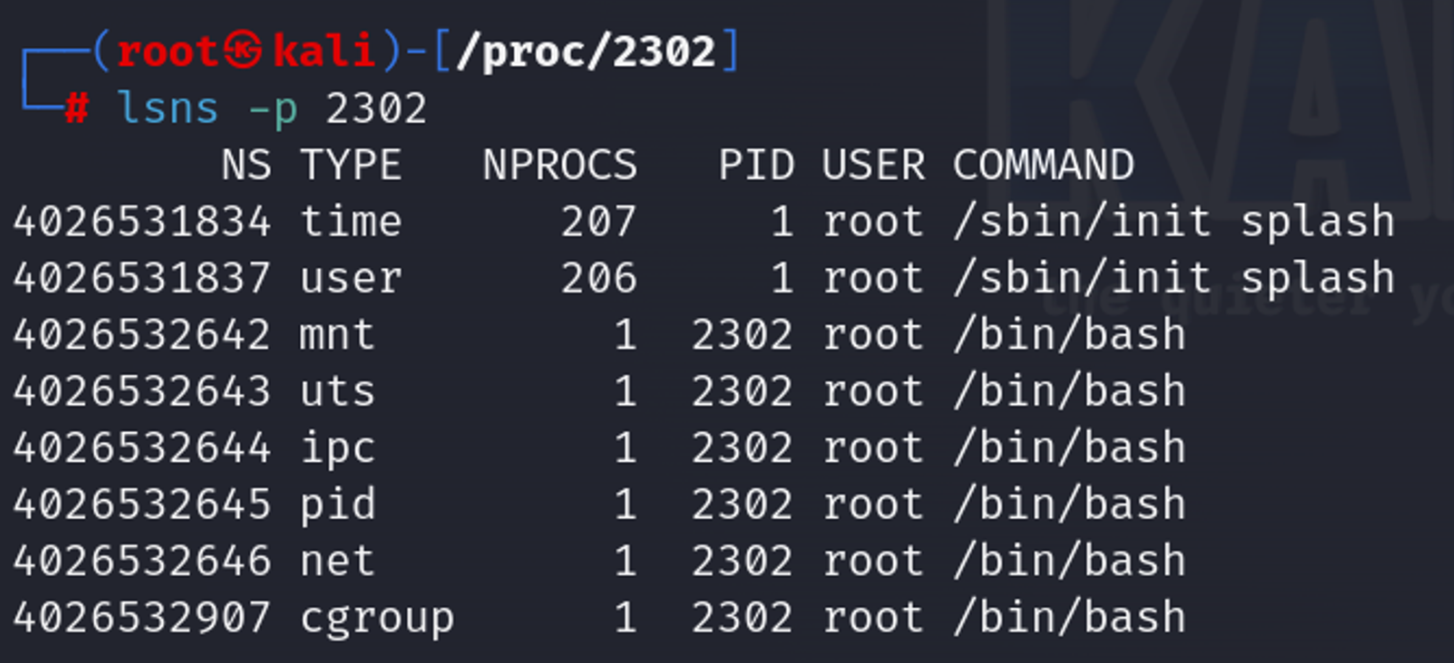 ┌──(root㉿kali)-[/proc/2302]
└─# lsns -p 2302
        NS TYPE   NPROCS   PID USER COMMAND
4026531834 time      207     1 root /sbin/init splash
4026531837 user      206     1 root /sbin/init splash
4026532642 mnt         1  2302 root /bin/bash
4026532643 uts         1  2302 root /bin/bash
4026532644 ipc         1  2302 root /bin/bash
4026532645 pid         1  2302 root /bin/bash
4026532646 net         1  2302 root /bin/bash
4026532907 cgroup      1  2302 root /bin/bash
KA
the quieter y